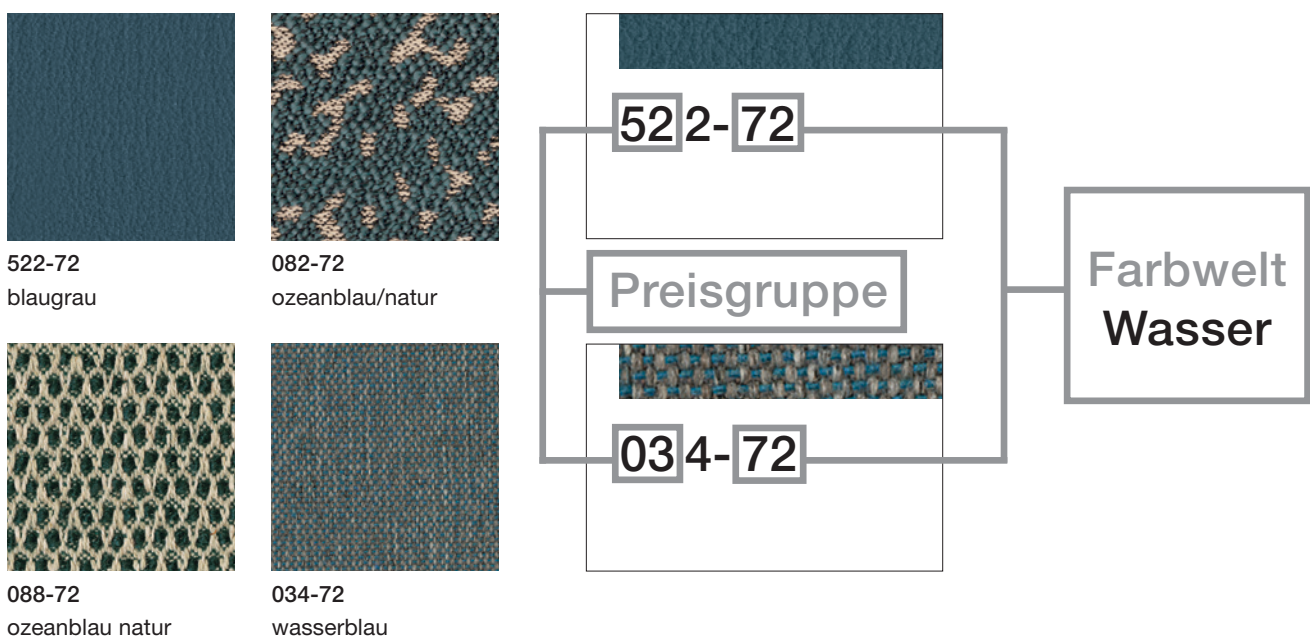 522-72
blaugrau
082-72
ozeanblau/natur
088-72
ozeanblau natur
034-72
wasserblau
522-72
Preisgruppe
034-72
Farbwelt
Wasser